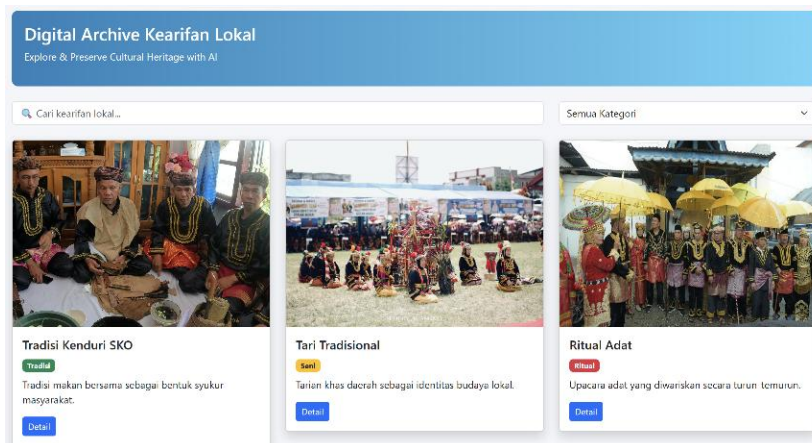 Digital Archive Kearifan Lokal
Explore & Preserve Cultural Heritage with AI
Cari kearifan lokal...
Semua Kategori
Tradisi Kenduri SKO
Tradisi
Tradisi makan bersama sebagai bentuk syukur
masyarakat.
Detail
Tari Tradisional
Seni
Tarian khas daerah sebagai identitas budaya lokal.
Detail
Ritual Adat
Ritual
Upacara adat yang diwariskan secara turun temurun.
Detail